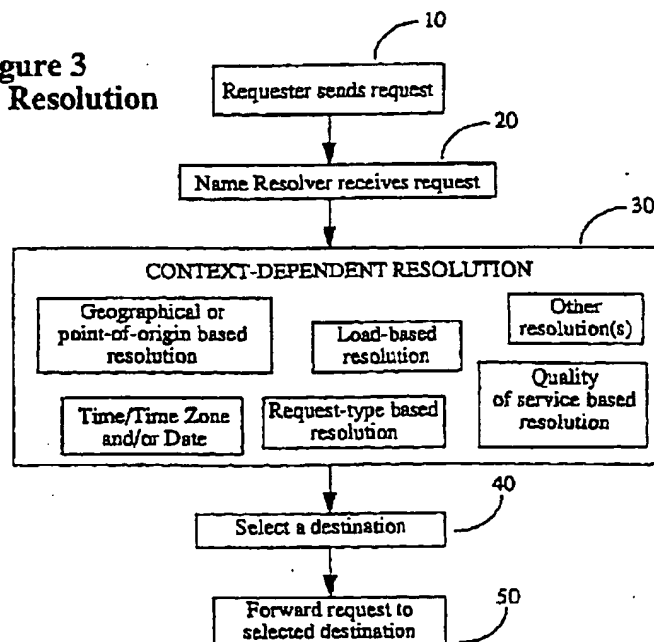 gure 3
Resolution
10
Requester sends request
20
Name Resolver receives request
30
CONTEXT-DEPENDENT RESOLUTION
Geographical or
point-of-origin based
resolution
Load-based
resolution
Other
resolution(s)
Time/Time Zone
and/or Date
Request-type based
resolution
Quality
of service based
resolution
40
Select a destination
50
Forward request to
selected destination